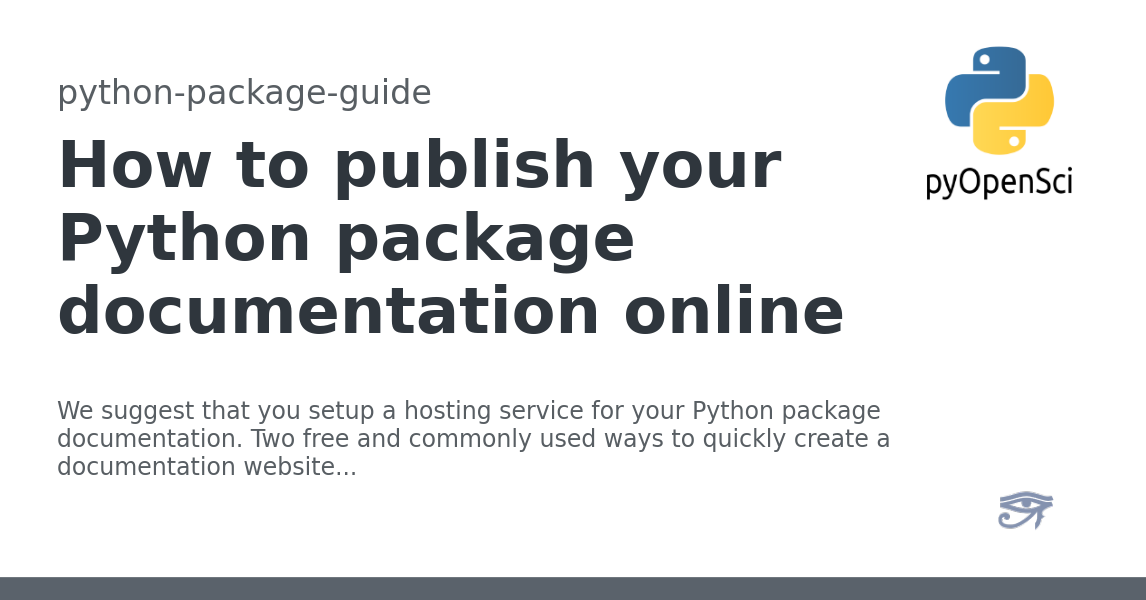 python-package-guide
How to publish your
Python package
documentation online
pyOpenSci
We suggest that you setup a hosting service for your Python package
documentation. Two free and commonly used ways to quickly create a
documentation website...